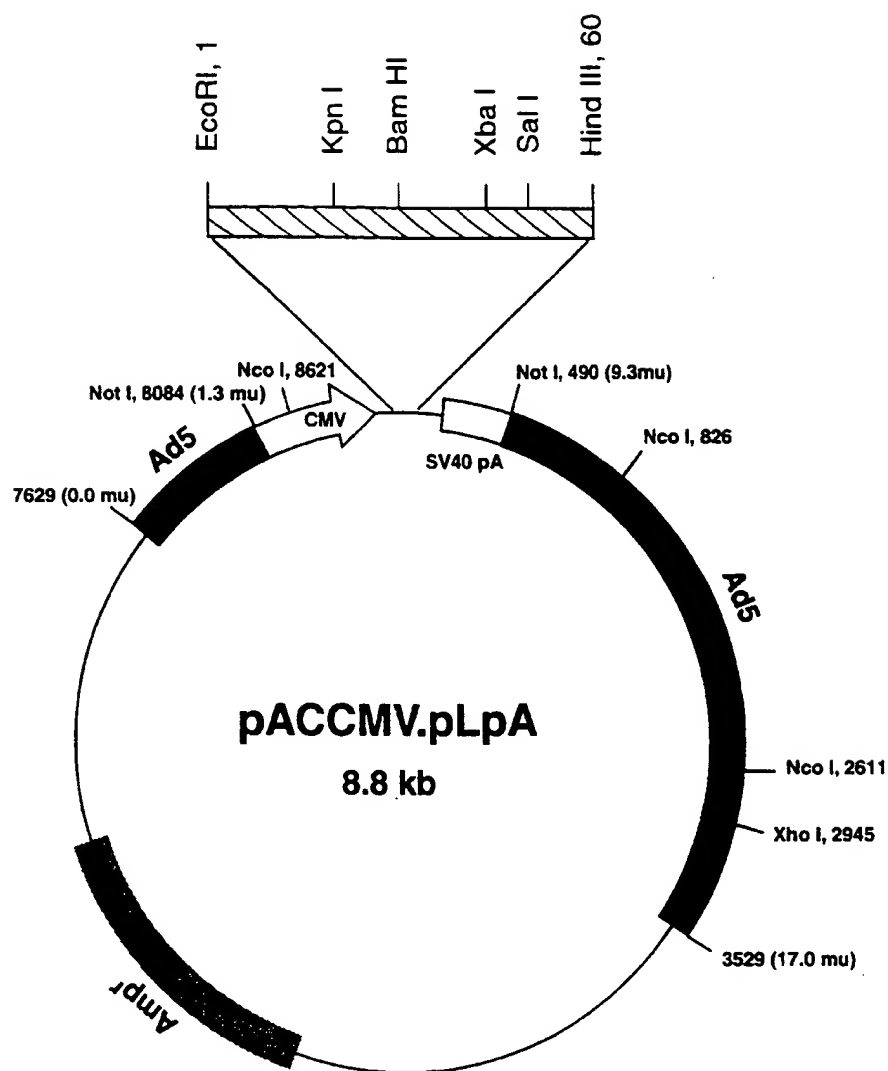 EcoRI, 1
Kpn I
Bam HI
Xba I
Sal I
Hind III, 60
Nco I, 8621
Not I, 8084 (1.3 mu)
Not I, 490 (9.3mu)
CMV
SV40 pA
Nco I, 826
Ad5
7629 (0.0 mu)
Ad5
pACCMV.pLpA
8.8 kb
Nco I, 2611
Xho I, 2945
3529 (17.0 mu)
Ampr